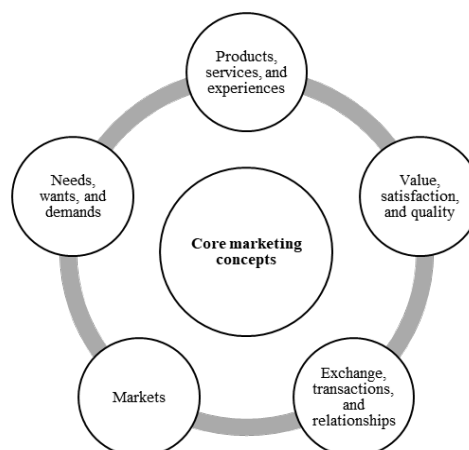 Products,
services, and
experiences
Needs,
wants, and
demands
Value,
satisfaction,
and quality
Core marketing
concepts
Markets
Exchange,
transactions,
and
relationships